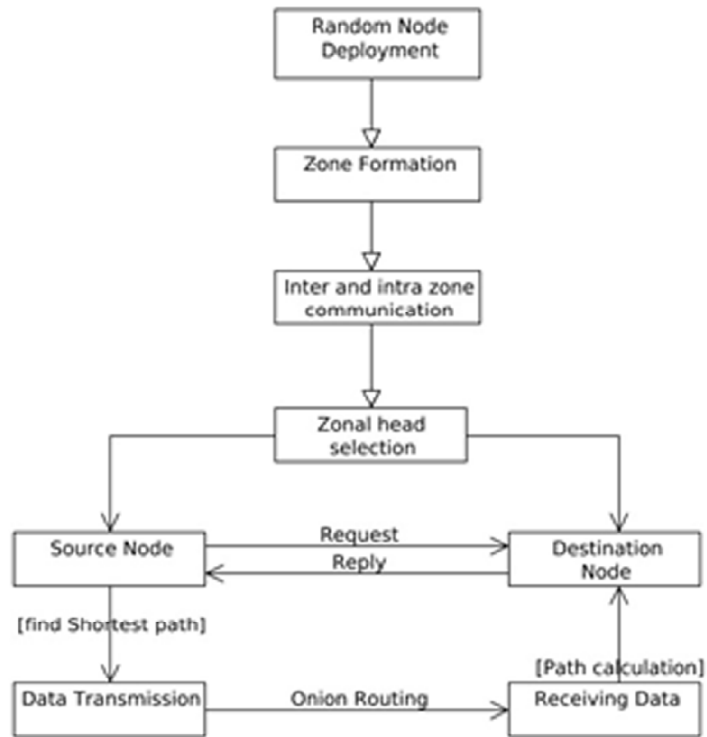 Random Node
Deployment
Zone Formation
Inter and intra zone
communication
Zonal head
selection
Source Node
Request
Reply
Destination
Node
[find Shortest path]
[Path calculation]
Data Transmission
Onion Routing
Receiving Data